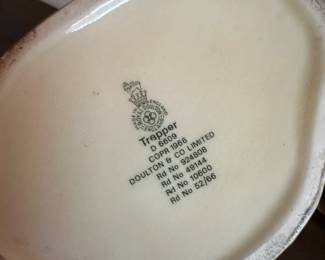 Trapper
D 6609
COPR 1966
DOULTON & CO LIMITED
Rd No 924808
Rd No 49144
Rd No 10600
Rd No 52/66